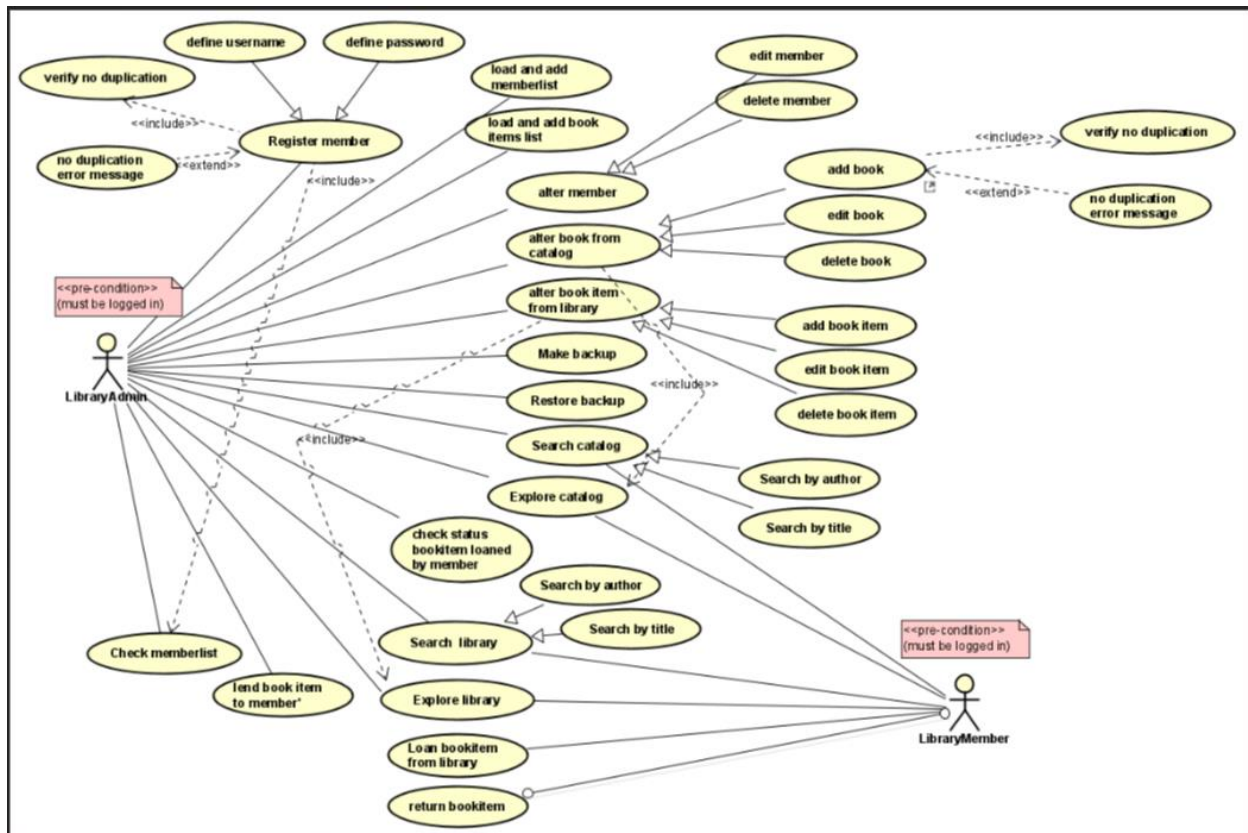 define username
define password
verify no duplication
<<include>>
Register member
no duplication
error message
<<extend>>
<<include>>
load and add
memberlist
load and add book
items list
edit member
delete member
alter member
add book
<<include>>
verify no duplication
<<extend>>
no duplication
error message
edit book
delete book
alter book from
catalog
alter book item
from library
add book item
edit book item
delete book item
<<pre-condition>>
(must be logged in)
LibraryAdmin
Make backup
<<include>>
Restore backup
<<include>>
Search catalog
Search by author
Explore catalog
Search by title
check status
bookitem loaned
by member
Search by author
Search by title
Search library
<<pre-condition>>
(must be logged in)
Check memberlist
lend book item
to member*
Explore library
LibraryMember
Loan bookitem
from library
return bookitem